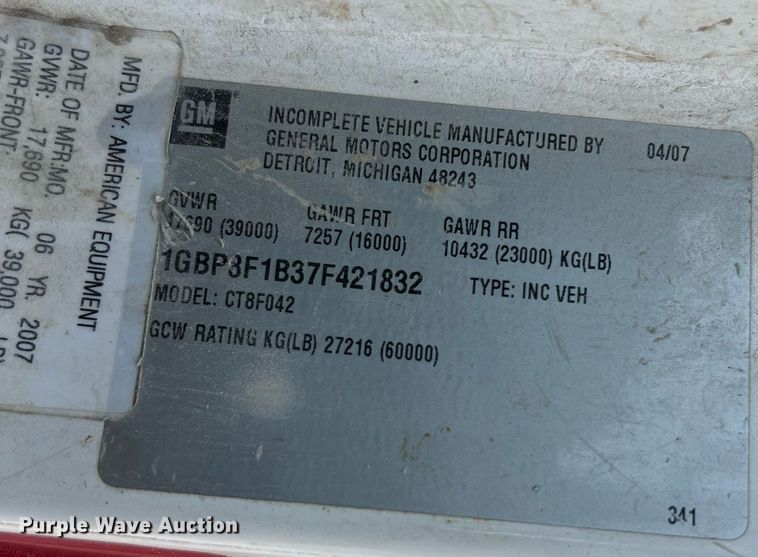 MFD. BY: AMERICAN EQUIPMENT
DATE OF MFR:MO. 06 YR. 2007
GVWR: 17,690 KG( 39,000
GAWR-FRONT:
GM
INCOMPLETE VEHICLE MANUFACTURED BY
GENERAL MOTORS CORPORATION
DETROIT, MICHIGAN 48243
04/07
GVWR GAWR FRT GAWR RR
17690 (39000) 7257 (16000) 10432 (23000) KG(LB)
1GBP8F1B37F421832 TYPE: INC VEH
MODEL: CT8F042
GCW RATING KG(LB) 27216 (60000)
341
Purple Wave Auction